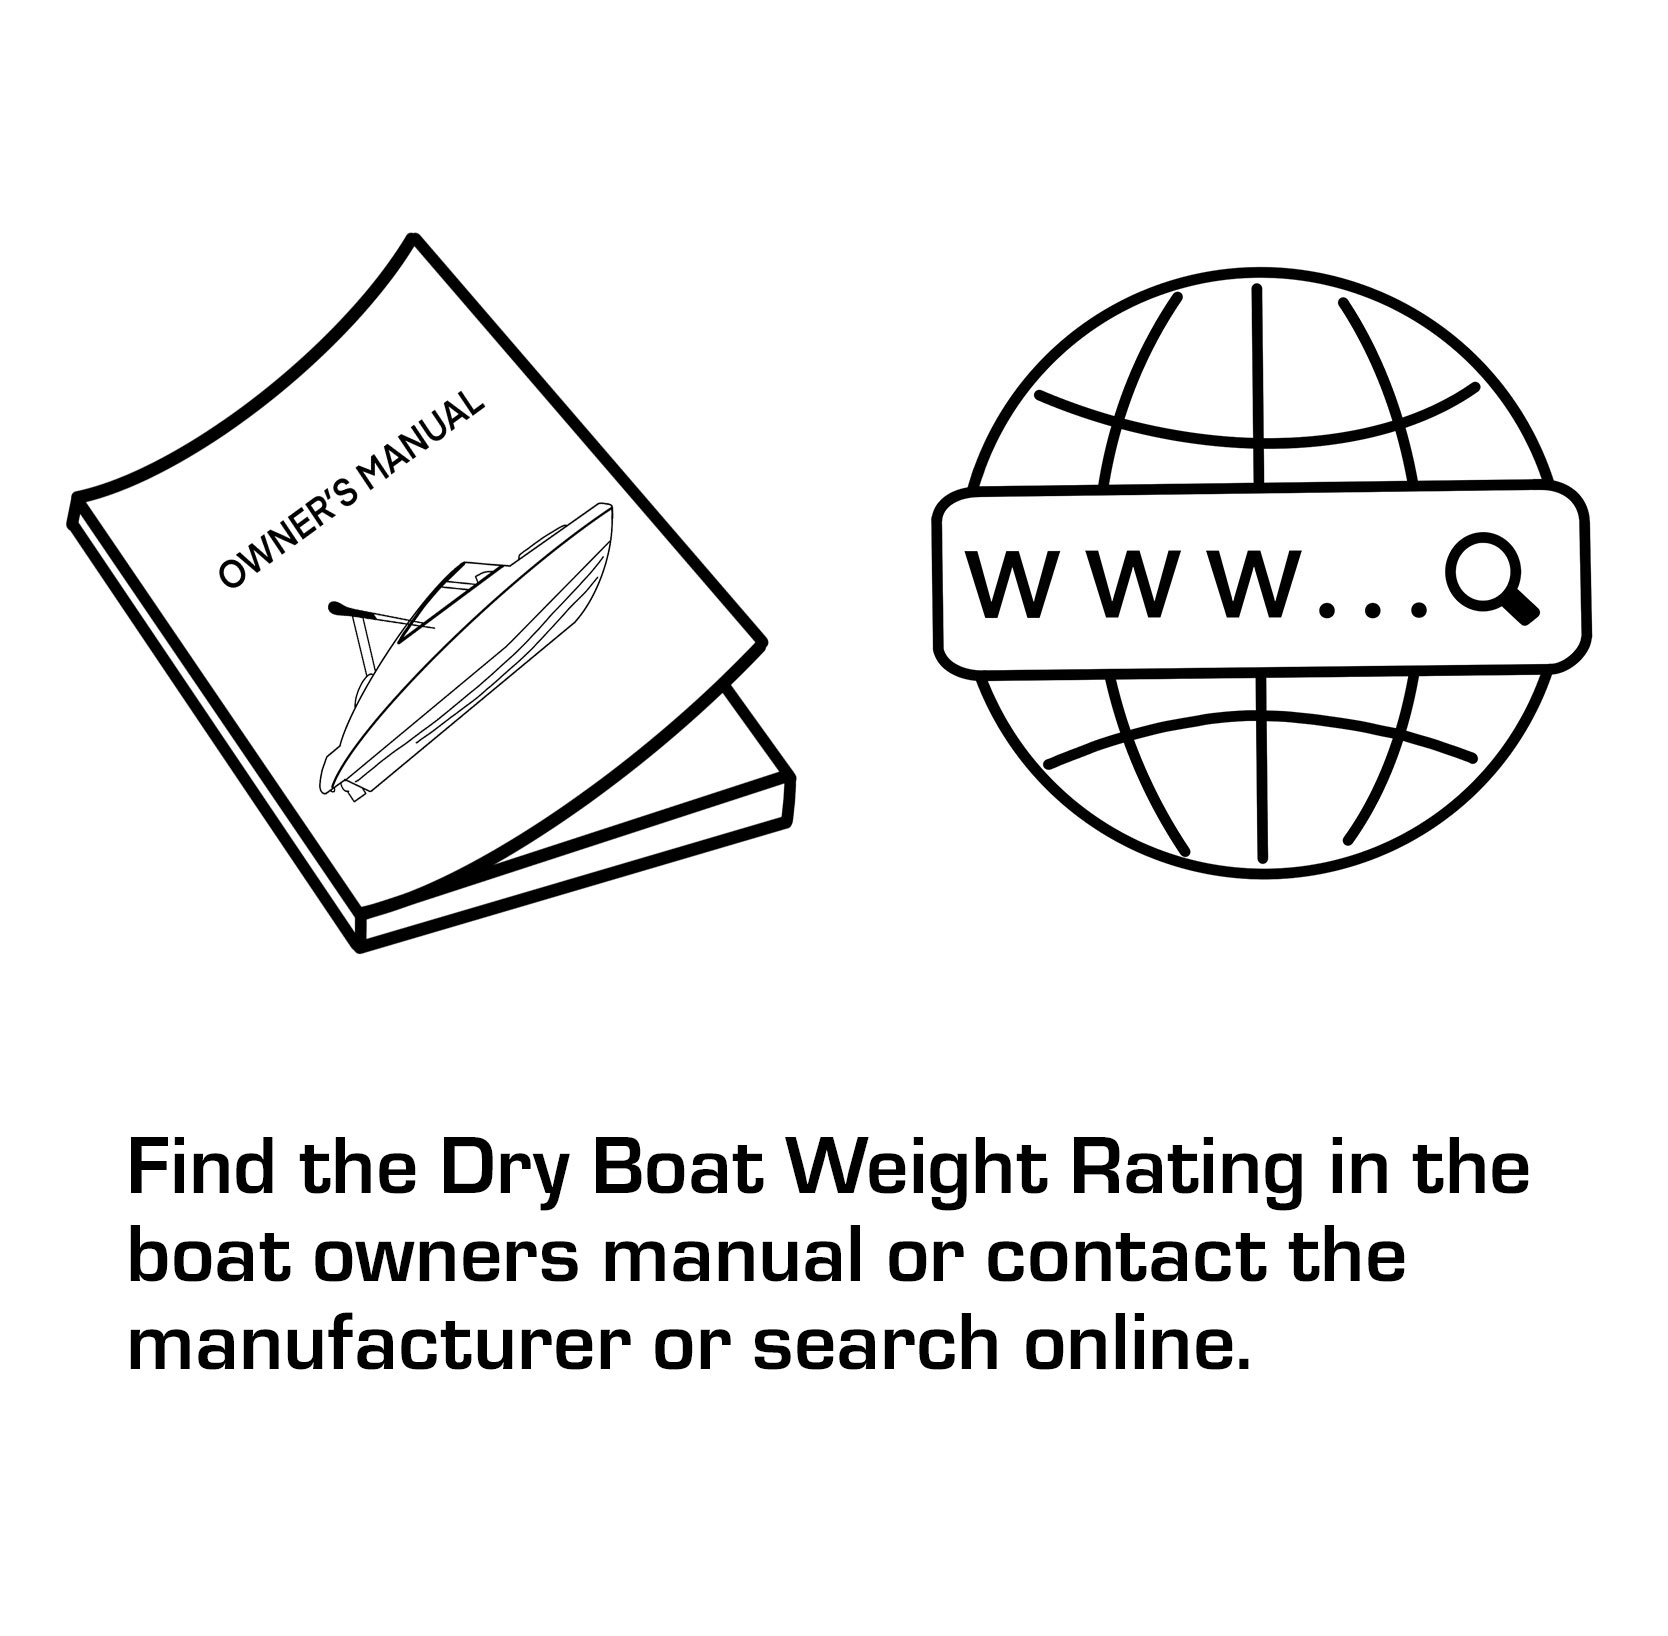 OWNER'S MANUAL
W W W . . .
Find the Dry Boat Weight Rating in the
boat owners manual or contact the
manufacturer or search online.